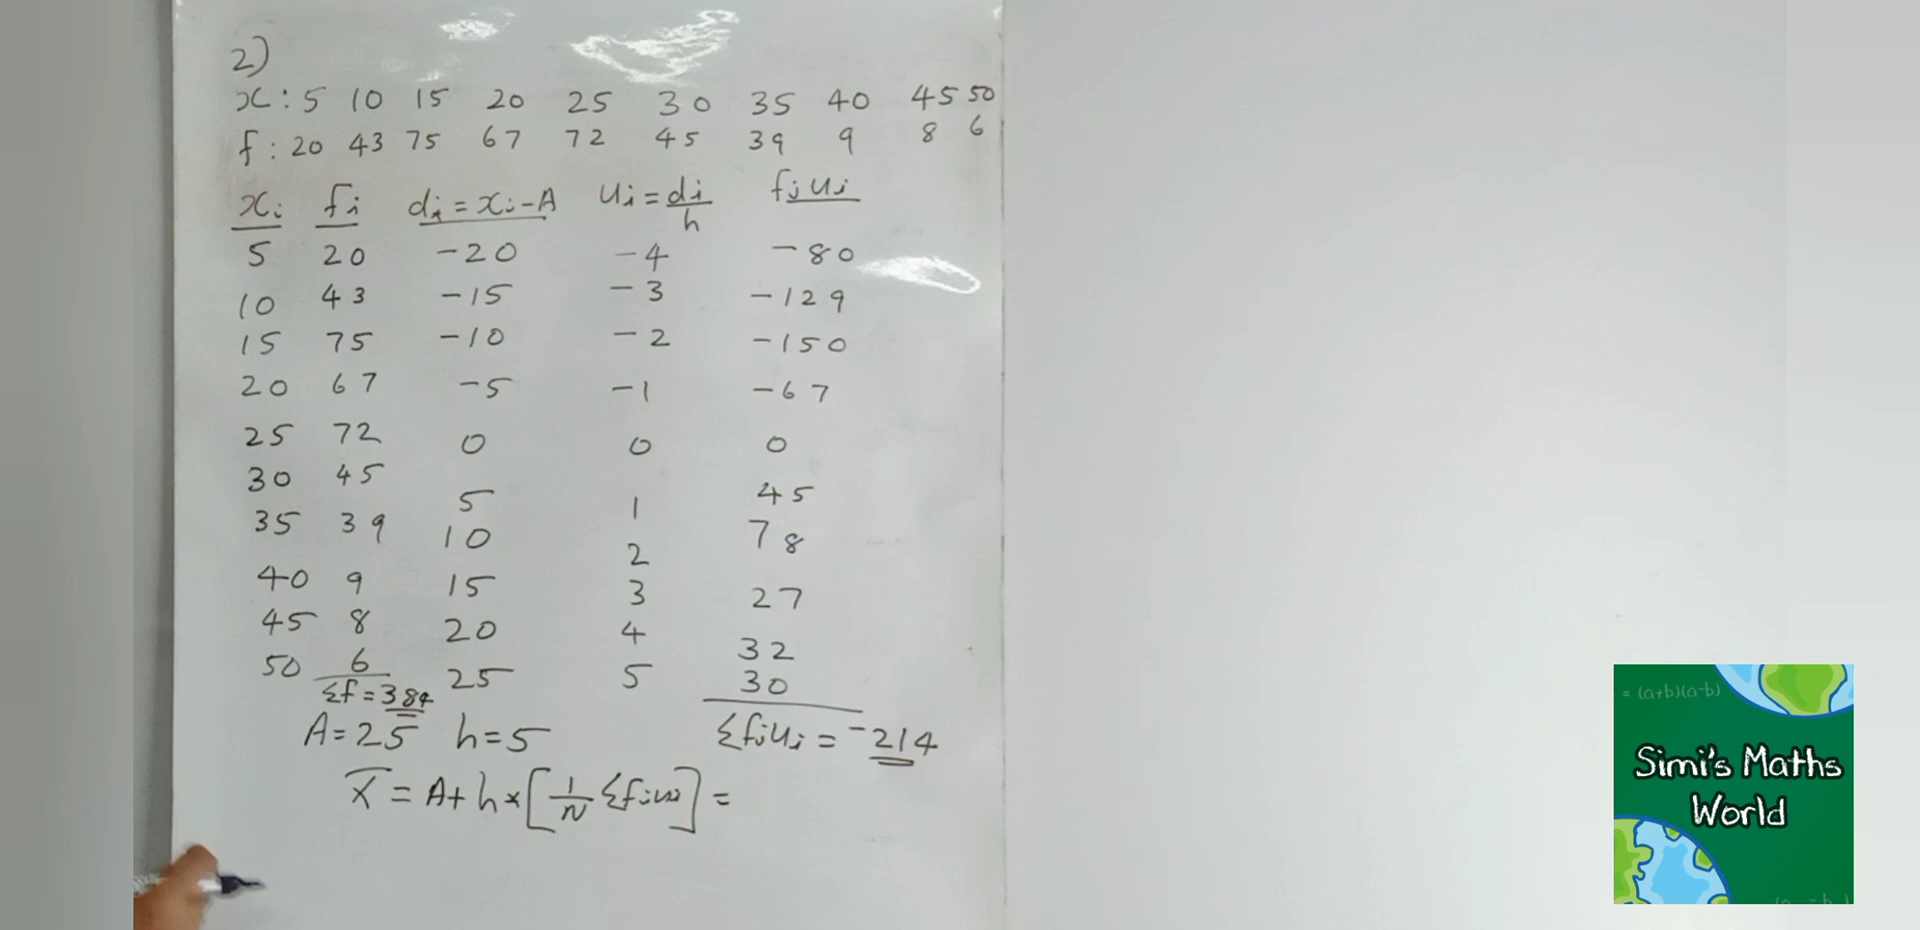 2)
x : 5 10 15 20 25 30 35 40 45 50
f : 20 43 75 67 72 45 39 9 8 6
xi fi di = xi - A ui = di/h fiui
5 20 -20 -4 -80
10 43 -15 -3 -129
15 75 -10 -2 -150
20 67 -5 -1 -67
25 72 0 0 0
30 45 5 1 45
35 39 10 2 78
40 9 15 3 27
45 8 20 4 32
50 6 25 5 30
Σf = 384
A = 25 h = 5 Σfiui = -214
x̄ = A + h × [1/N Σfiui] =
= (a+b)(a-b)
Simi's Maths
World